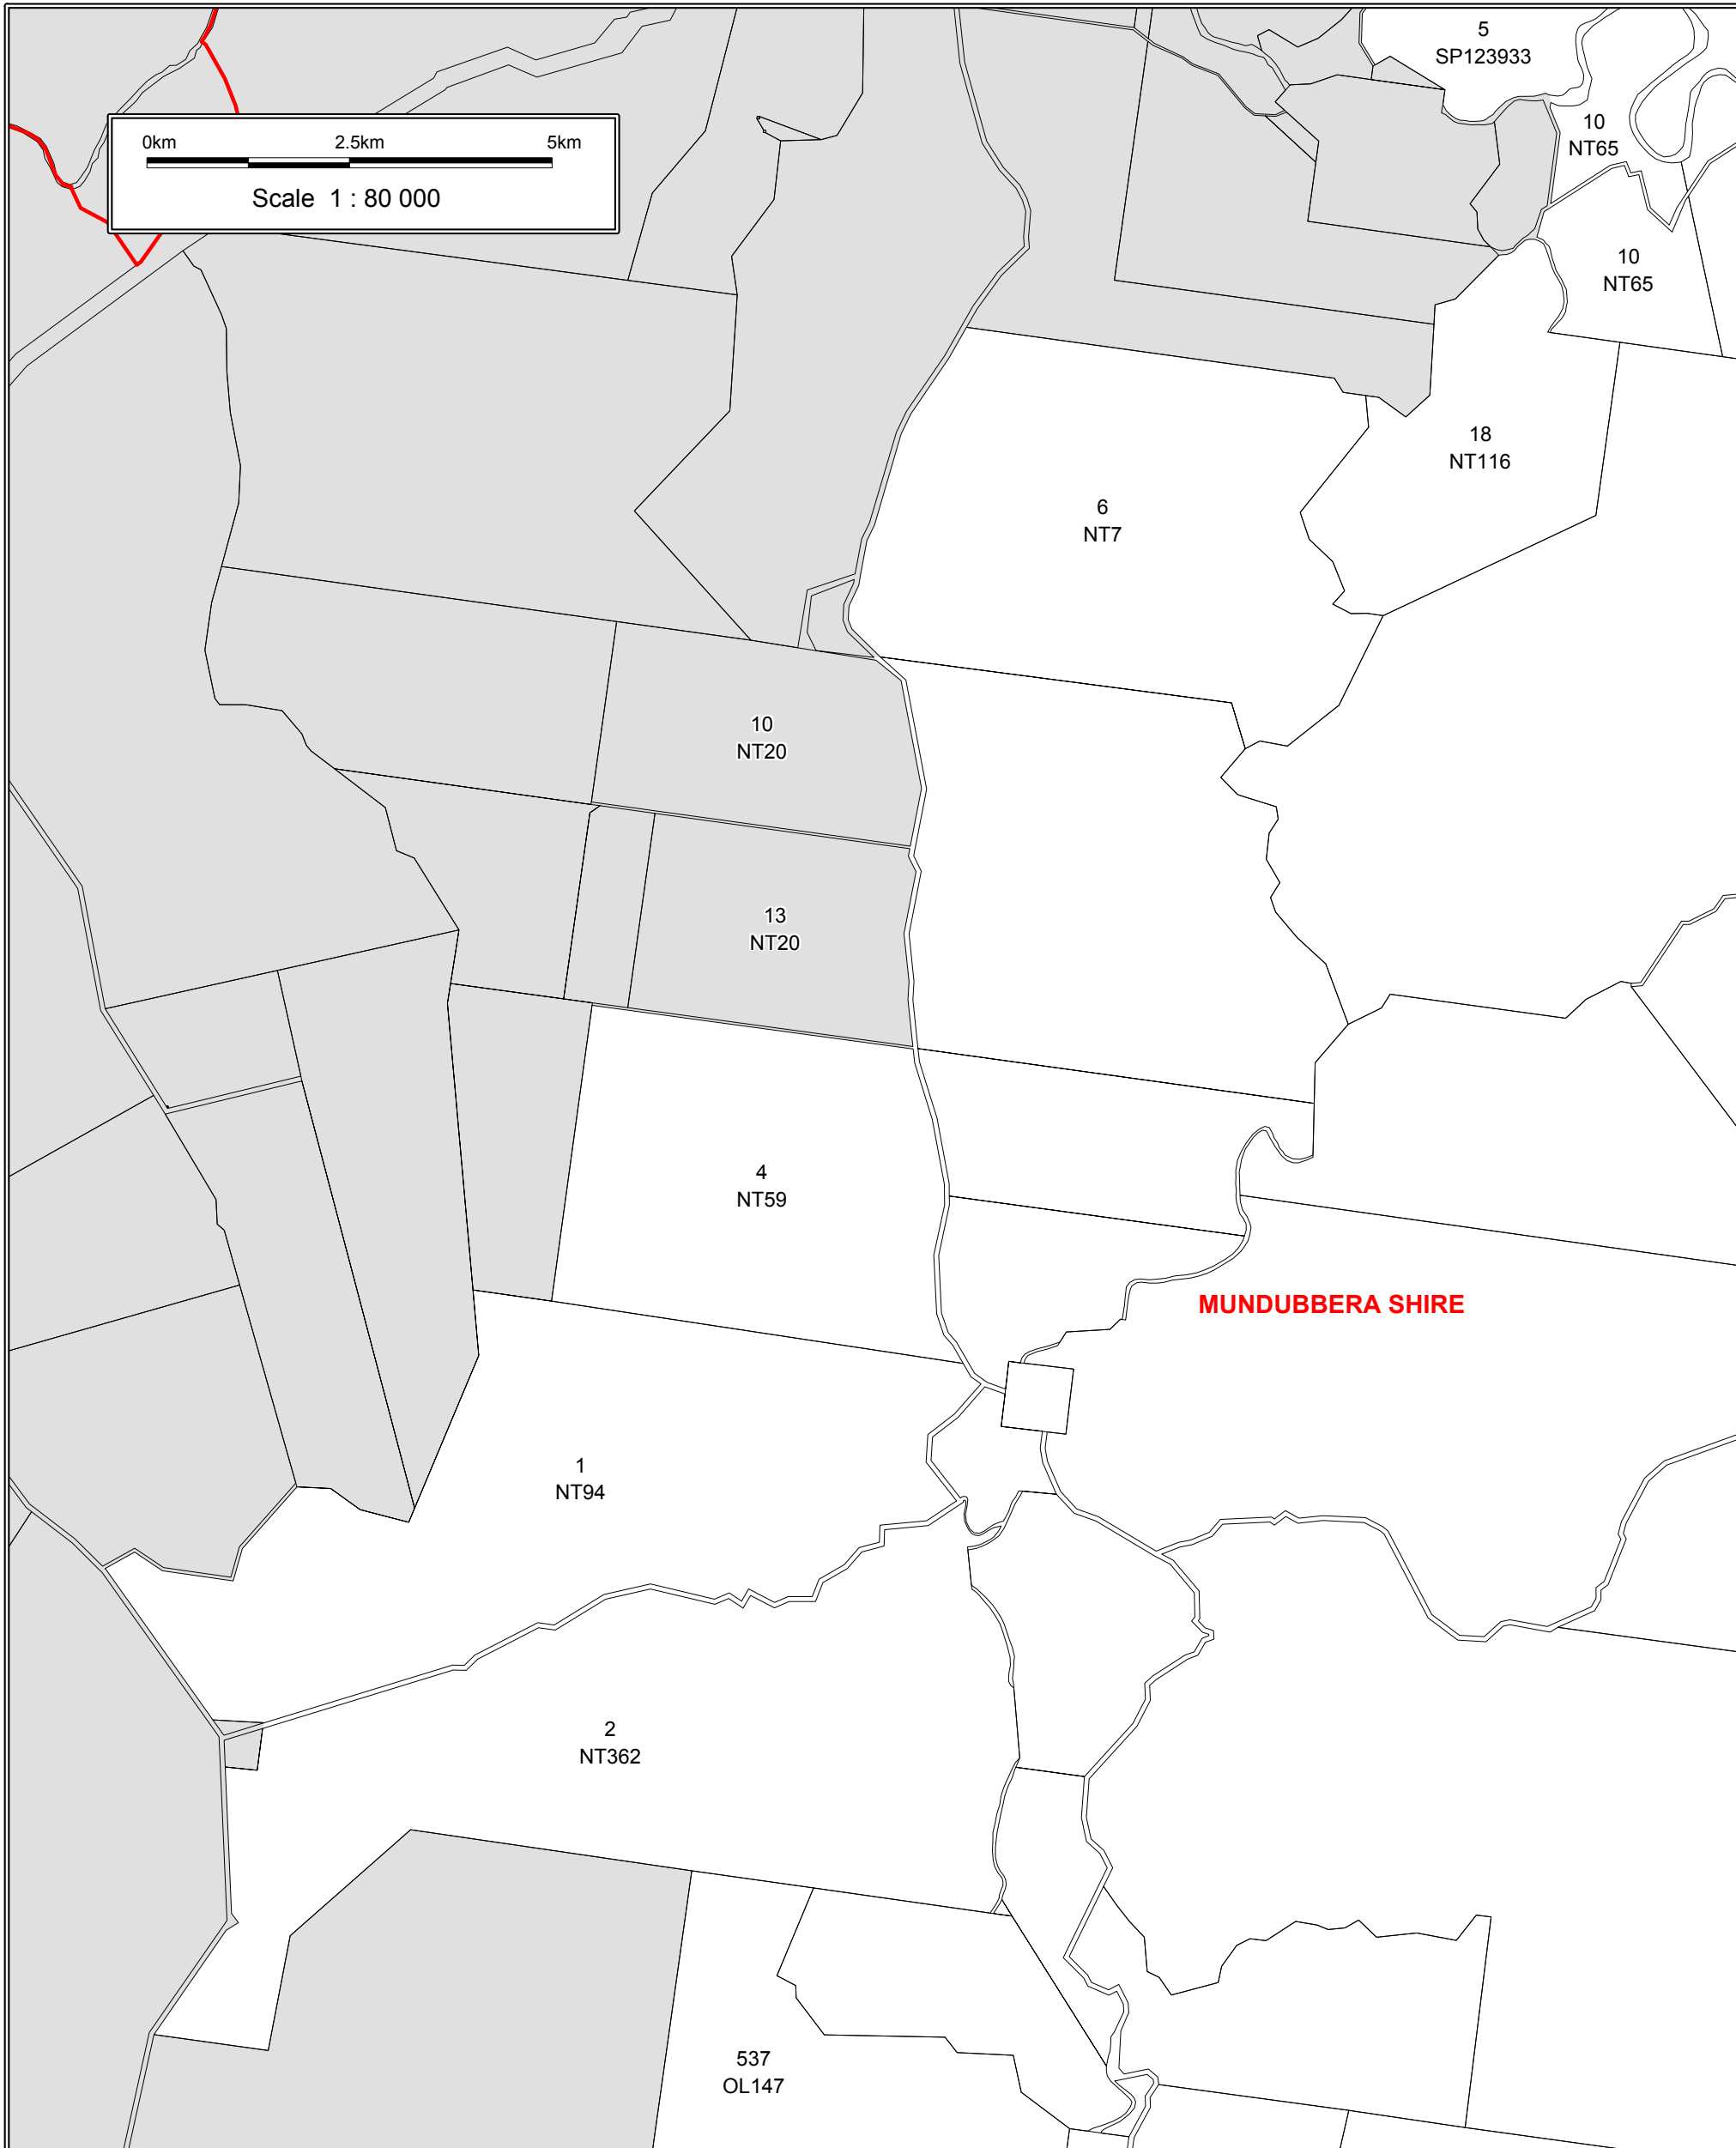 5
SP123933
0km 2.5km 5km
Scale 1 : 80 000
10
NT65
10
NT65
18
NT116
6
NT7
10
NT20
13
NT20
4
NT59
MUNDUBBERA SHIRE
1
NT94
2
NT362
537
OL147